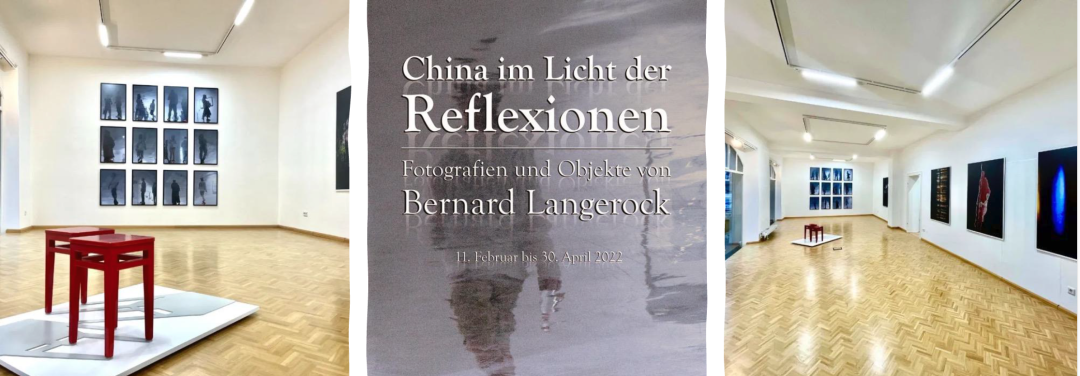 China im Licht der
Reflexionen
Fotografien und Objekte von
Bernard Langerock
11. Februar bis 30. April 2022